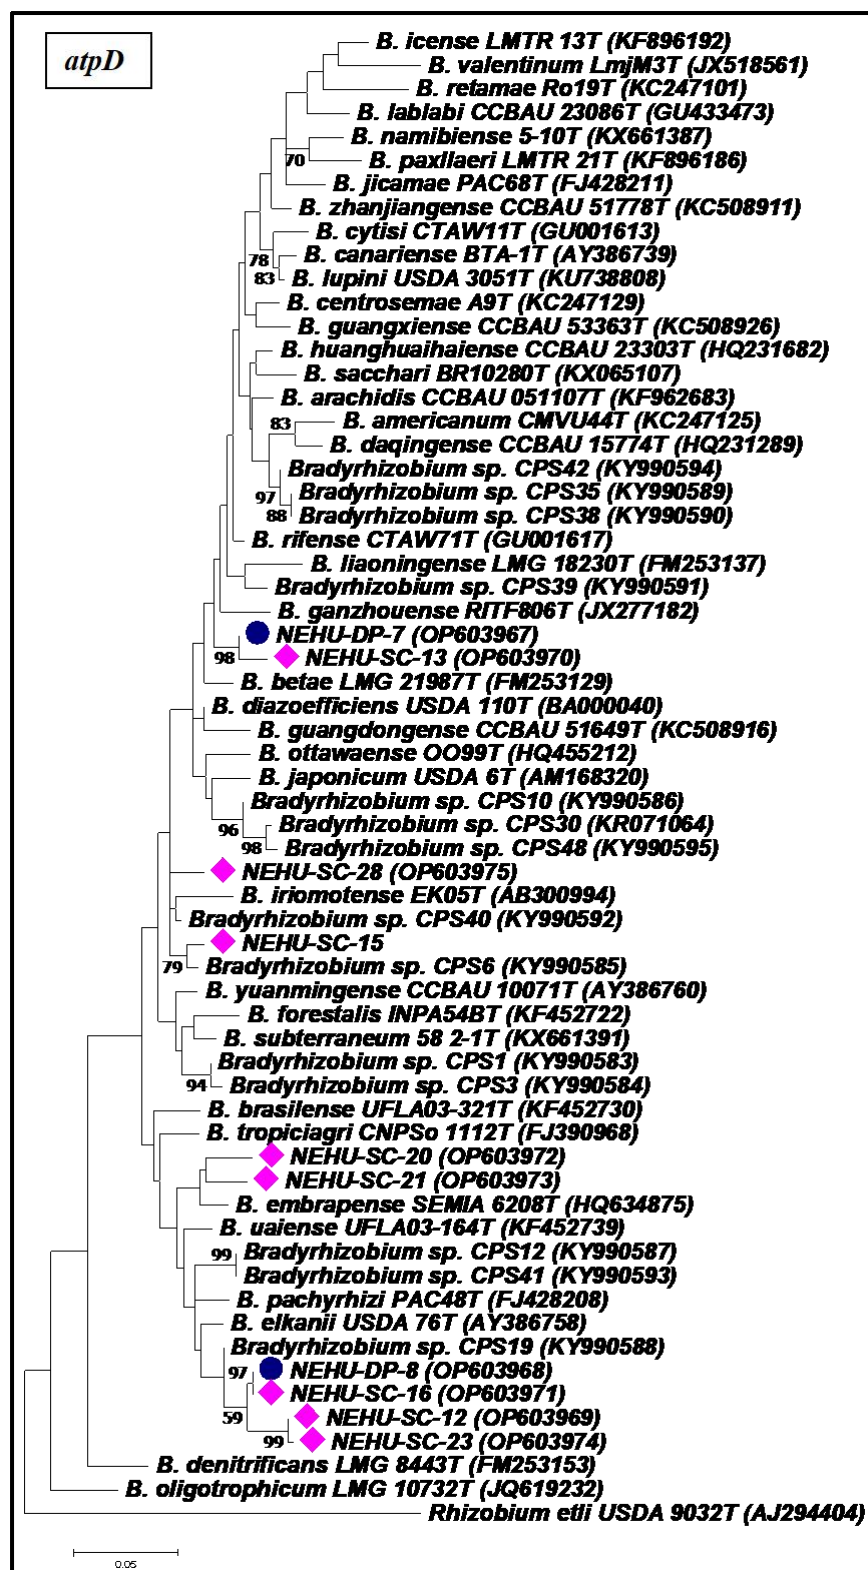 atpD
B. icense LMTR 13T (KF896192)
B. valentinum LmjM3T (JX518561)
B. retamae Ro19T (KC247101)
B. lablabi CCBAU 23086T (GU433473)
B. namibiense 5-10T (KX661387)
70
B. paxllaeri LMTR 21T (KF896186)
B. jicamae PAC68T (FJ428211)
B. zhanjiangense CCBAU 51778T (KC508911)
B. cytisi CTAW11T (GU001613)
78
B. canariense BTA-1T (AY386739)
83
B. lupini USDA 3051T (KU738808)
B. centrosemae A9T (KC247129)
B. guangxiense CCBAU 53363T (KC508926)
B. huanghuaihaiense CCBAU 23303T (HQ231682)
B. sacchari BR10280T (KX065107)
B. arachidis CCBAU 051107T (KF962683)
83
B. americanum CMVU44T (KC247125)
B. daqingense CCBAU 15774T (HQ231289)
Bradyrhizobium sp. CPS42 (KY990594)
97
Bradyrhizobium sp. CPS35 (KY990589)
88
Bradyrhizobium sp. CPS38 (KY990590)
B. rifense CTAW71T (GU001617)
B. liaoningense LMG 18230T (FM253137)
Bradyrhizobium sp. CPS39 (KY990591)
B. ganzhouense RITF806T (JX277182)
NEHU-DP-7 (OP603967)
98
NEHU-SC-13 (OP603970)
B. betae LMG 21987T (FM253129)
B. diazoefficiens USDA 110T (BA000040)
B. guangdongense CCBAU 51649T (KC508916)
B. ottawaense OO99T (HQ455212)
B. japonicum USDA 6T (AM168320)
Bradyrhizobium sp. CPS10 (KY990586)
96
Bradyrhizobium sp. CPS30 (KR071064)
98
Bradyrhizobium sp. CPS48 (KY990595)
NEHU-SC-28 (OP603975)
B. iriomotense EK05T (AB300994)
Bradyrhizobium sp. CPS40 (KY990592)
NEHU-SC-15
79
Bradyrhizobium sp. CPS6 (KY990585)
B. yuanmingense CCBAU 10071T (AY386760)
B. forestalis INPA54BT (KF452722)
B. subterraneum 58 2-1T (KX661391)
Bradyrhizobium sp. CPS1 (KY990583)
94
Bradyrhizobium sp. CPS3 (KY990584)
B. brasilense UFLA03-321T (KF452730)
B. tropiciagri CNPSo 1112T (FJ390968)
NEHU-SC-20 (OP603972)
NEHU-SC-21 (OP603973)
B. embrapense SEMIA 6208T (HQ634875)
B. uaiense UFLA03-164T (KF452739)
99
Bradyrhizobium sp. CPS12 (KY990587)
Bradyrhizobium sp. CPS41 (KY990593)
B. pachyrhizi PAC48T (FJ428208)
B. elkanii USDA 76T (AY386758)
Bradyrhizobium sp. CPS19 (KY990588)
97
NEHU-DP-8 (OP603968)
NEHU-SC-16 (OP603971)
59
NEHU-SC-12 (OP603969)
99
NEHU-SC-23 (OP603974)
B. denitrificans LMG 8443T (FM253153)
B. oligotrophicum LMG 10732T (JQ619232)
Rhizobium etli USDA 9032T (AJ294404)
0.05